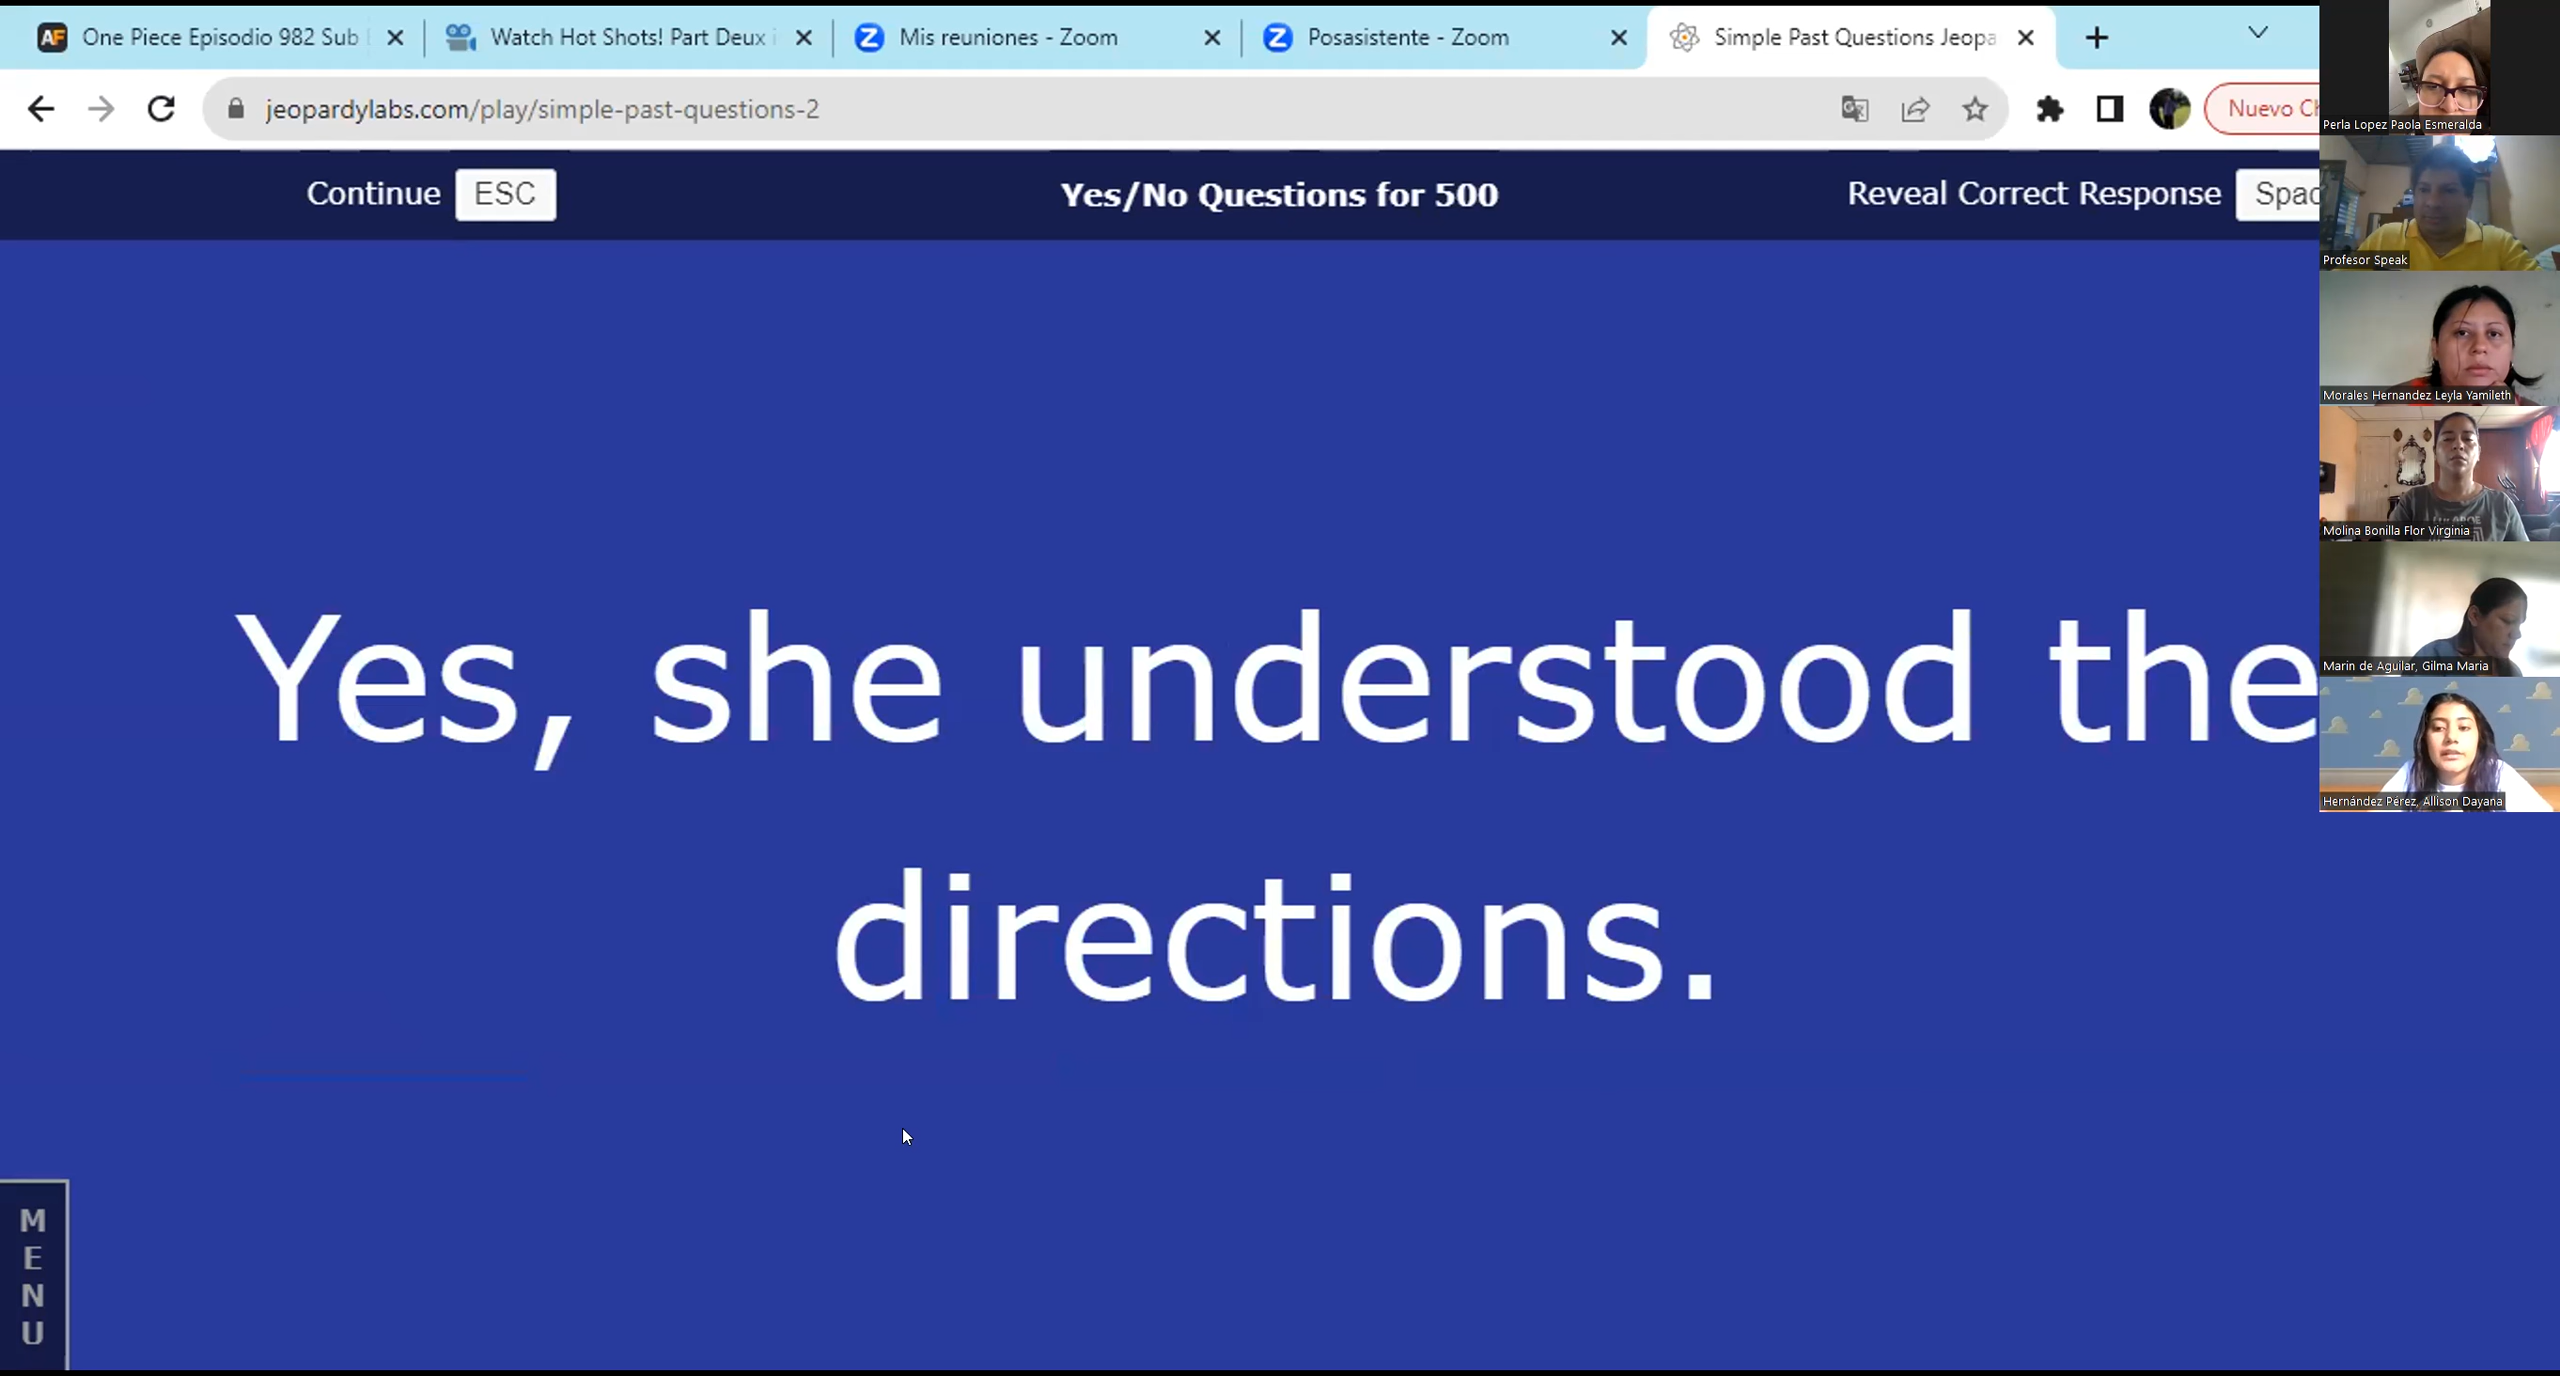 One Piece Episodio 982 Sub
Watch Hot Shots! Part Deux i
Mis reuniones - Zoom
Posasistente - Zoom
Simple Past Questions Jeopa
jeopardylabs.com/play/simple-past-questions-2
Nuevo Ch
Continue ESC
Yes/No Questions for 500
Reveal Correct Response Spac
Yes, she understood the
directions.
MENU
Perla Lopez Paola Esmeralda
Profesor Speak
Morales Hernandez Leyla Yamileth
Molina Bonilla Flor Virginia
Marin de Aguilar, Gilma Maria
Hernández Pérez, Allison Dayana